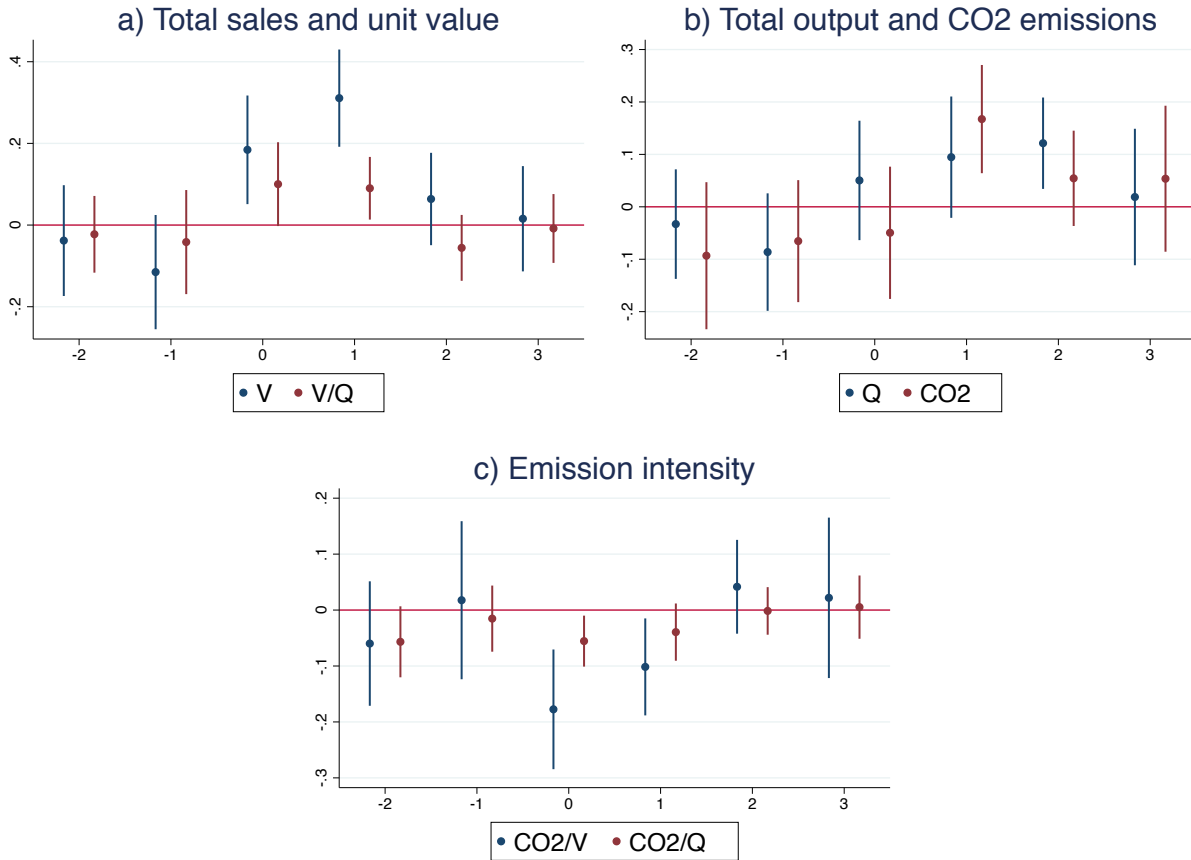 a) Total sales and unit value
.4
.2
0
-.2
-2 -1 0 1 2 3
V V/Q
b) Total output and CO2 emissions
.3
.2
.1
0
-.1
-.2
-2 -1 0 1 2 3
Q CO2
c) Emission intensity
.2
.1
0
-.1
-.2
-.3
-2 -1 0 1 2 3
CO2/V CO2/Q